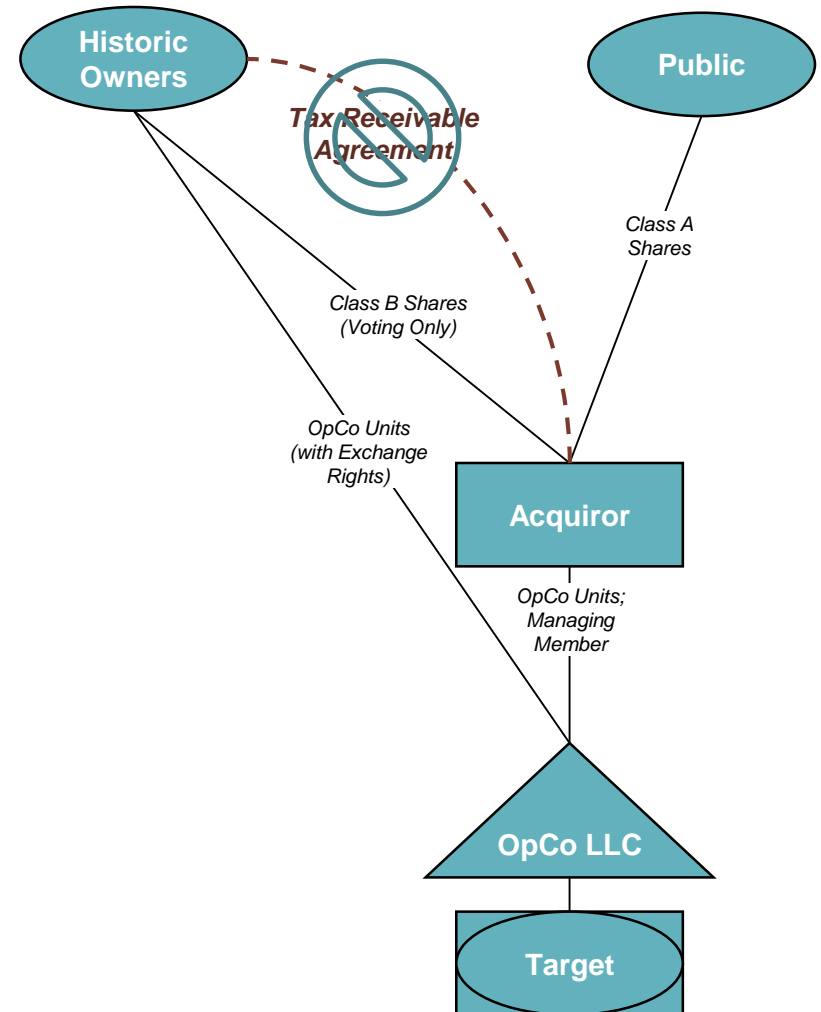 Historic
Owners
Public
Tax Receivable
Agreement
Class A
Shares
Class B Shares
(Voting Only)
OpCo Units
(with Exchange
Rights)
Acquiror
OpCo Units;
Managing
Member
OpCo LLC
Target